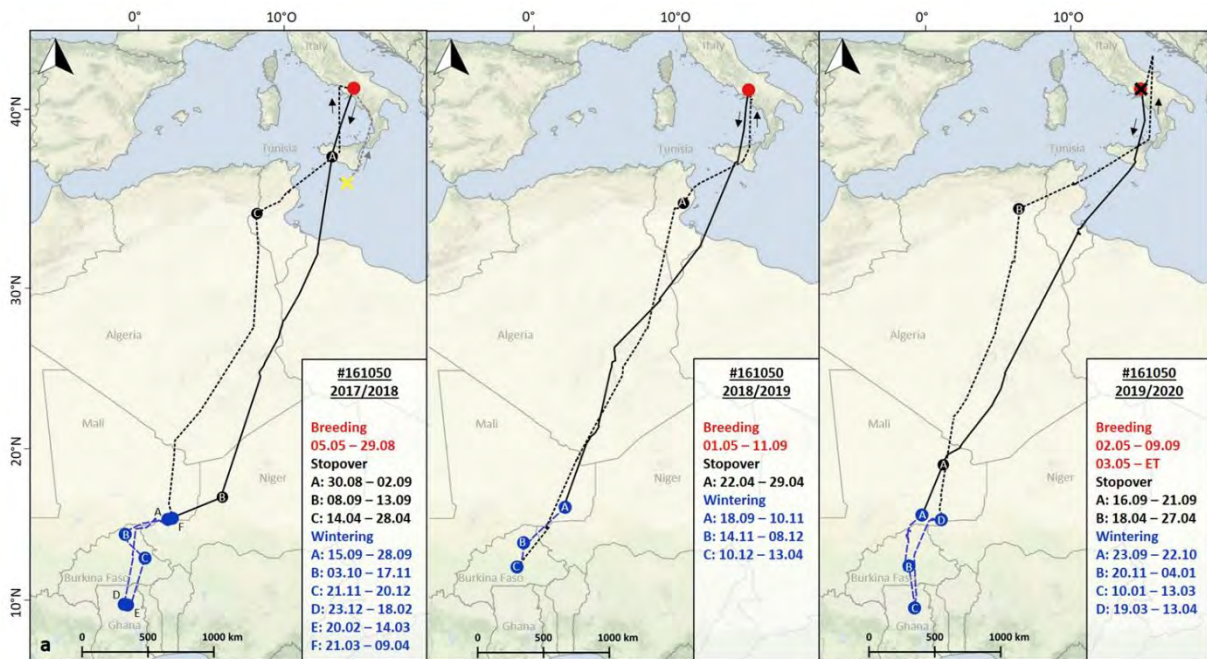 0° 10°0
0° 10°0
0° 10°0
40°N
30°N
20°N
10°N
Italy
Tunisia
A
C
Algeria
Mali
Niger
B
A
F
B
C
Burkina Faso
D
E
Ghana
#161050
2017/2018
Breeding
05.05 – 29.08
Stopover
A: 30.08 – 02.09
B: 08.09 – 13.09
C: 14.04 – 28.04
Wintering
A: 15.09 – 28.09
B: 03.10 – 17.11
C: 21.11 – 20.12
D: 23.12 – 18.02
E: 20.02 – 14.03
F: 21.03 – 09.04
a
0 500 1000 km
Italy
Tunisia
A
Algeria
Mali
Niger
A
B
C
Burkina Faso
Ghana
#161050
2018/2019
Breeding
01.05 – 11.09
Stopover
A: 22.04 – 29.04
Wintering
A: 18.09 – 10.11
B: 14.11 – 08.12
C: 10.12 – 13.04
0 500 1000 km
Italy
Tunisia
B
Algeria
Mali
Niger
A
A
D
B
Burkina Faso
C
Ghana
#161050
2019/2020
Breeding
02.05 – 09.09
03.05 – ET
Stopover
A: 16.09 – 21.09
B: 18.04 – 27.04
Wintering
A: 23.09 – 22.10
B: 20.11 – 04.01
C: 10.01 – 13.03
D: 19.03 – 13.04
0 500 1000 km